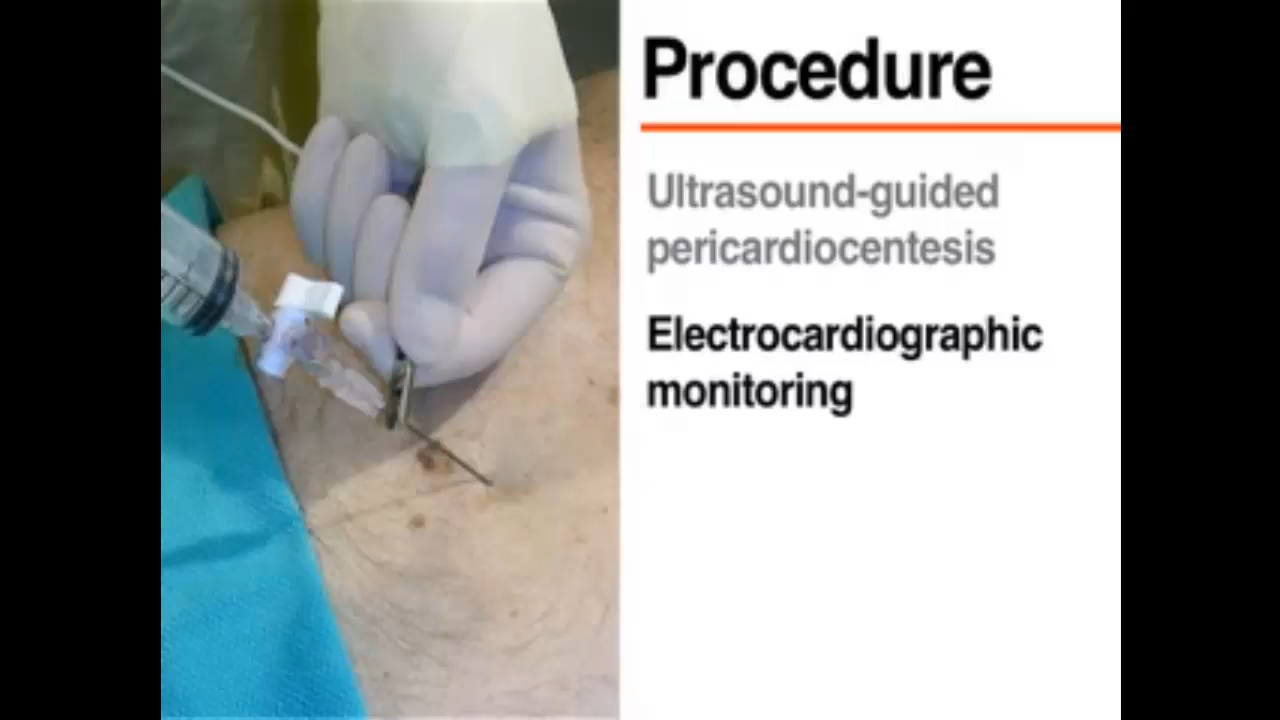 Procedure
Ultrasound-guided
pericardiocentesis
Electrocardiographic
monitoring